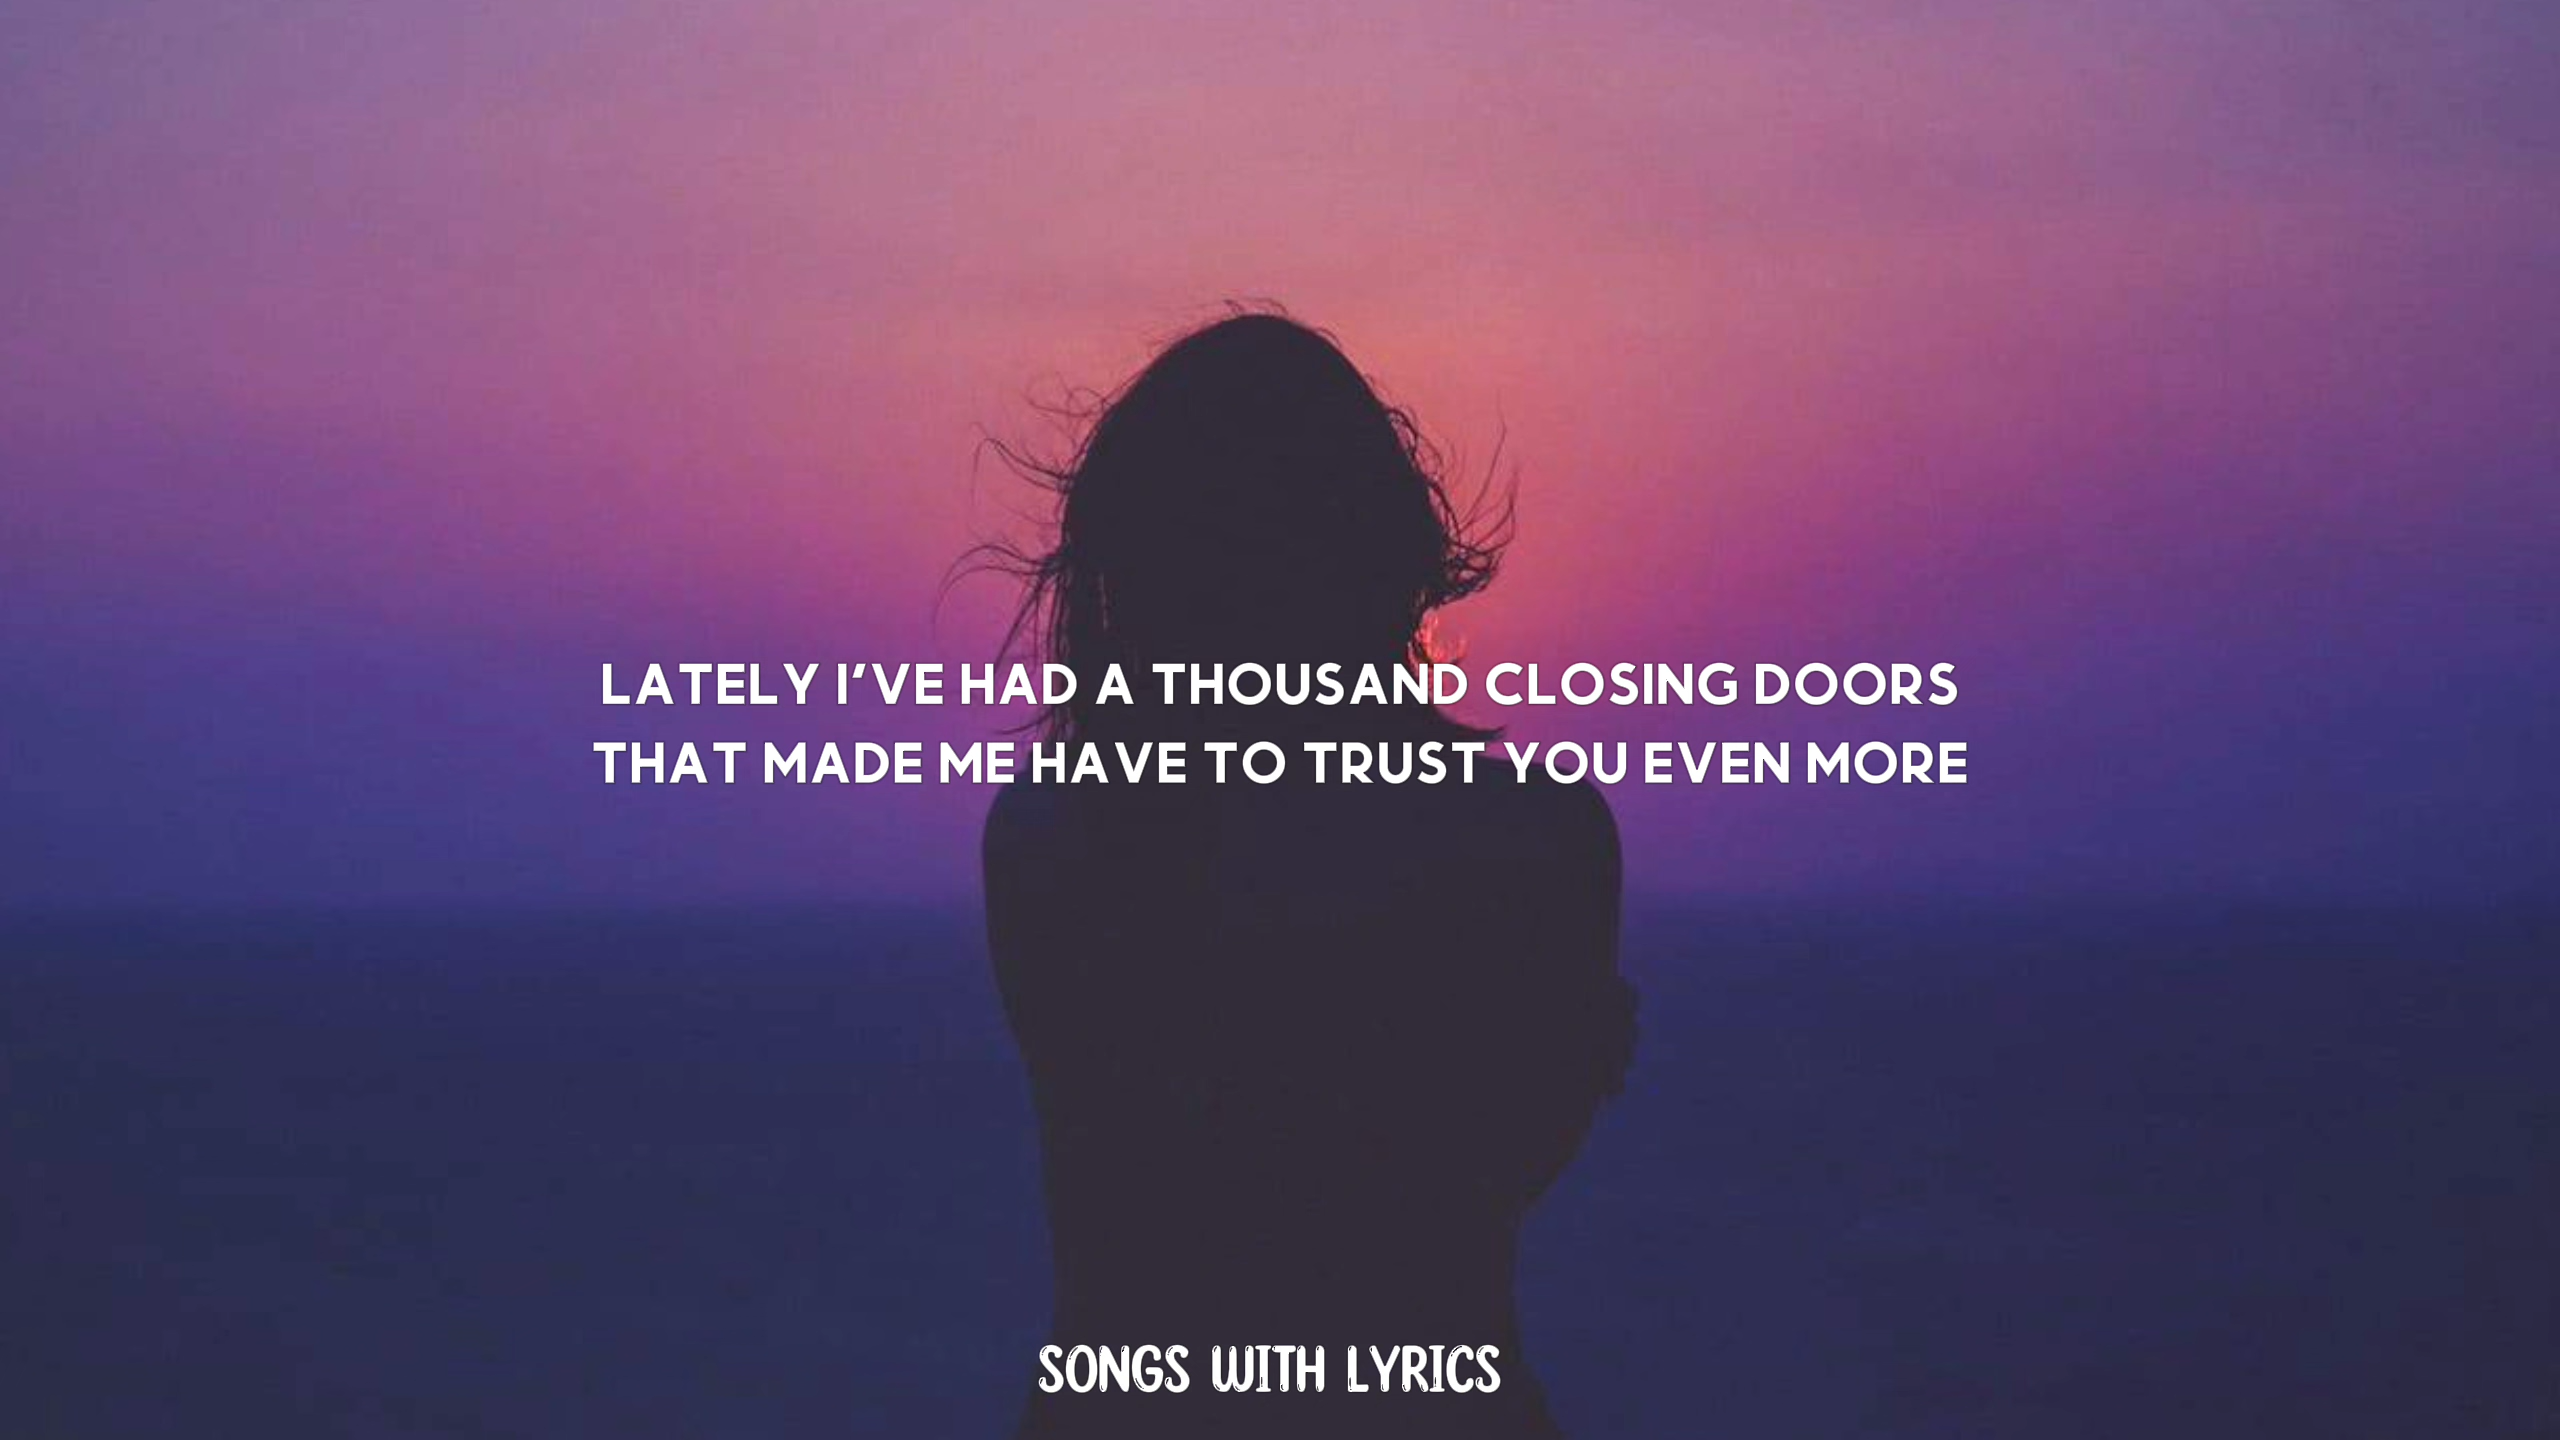 LATELY I'VE HAD A THOUSAND CLOSING DOORS
THAT MADE ME HAVE TO TRUST YOU EVEN MORE
SONGS WITH LYRICS